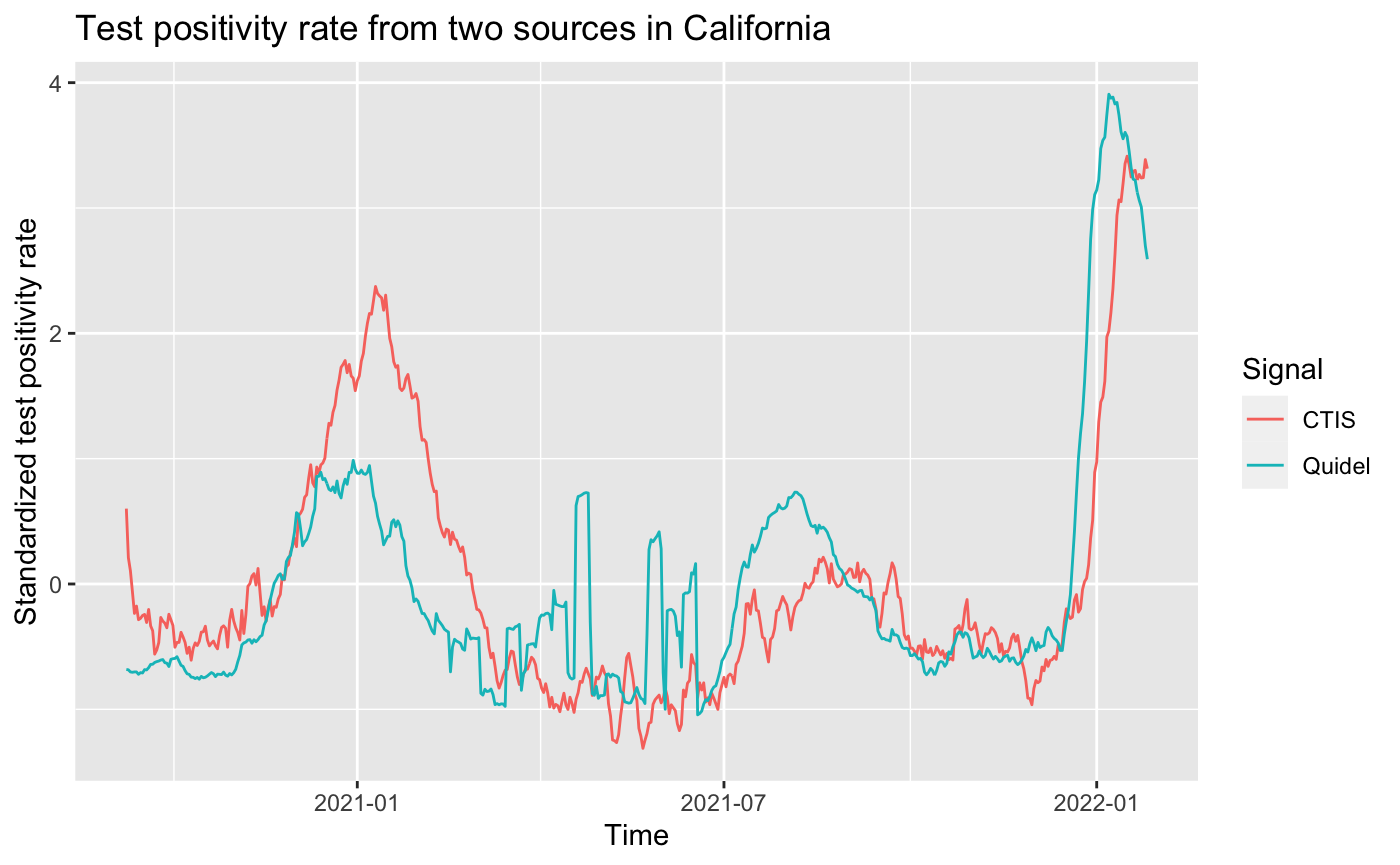 Test positivity rate from two sources in California
Standardized test positivity rate
4
2
0
2021-01
2021-07
2022-01
Time
Signal
CTIS
Quidel